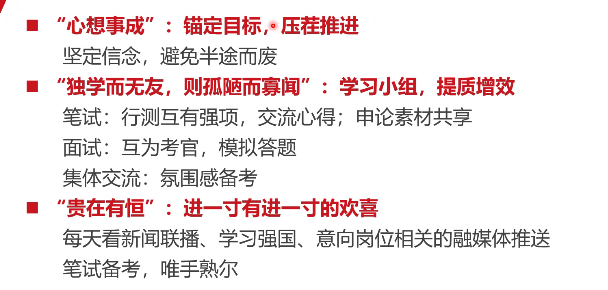 ■ “心想事成”：锚定目标，压茬推进
坚定信念，避免半途而废
■ “独学而无友，则孤陋而寡闻”：学习小组，提质增效
笔试：行测互有强项，交流心得；申论素材共享
面试：互为考官，模拟答题
集体交流：氛围感备考
■ “贵在有恒”：进一寸有进一寸的欢喜
每天看新闻联播、学习强国、意向岗位相关的融媒体推送
笔试备考，唯手熟尔